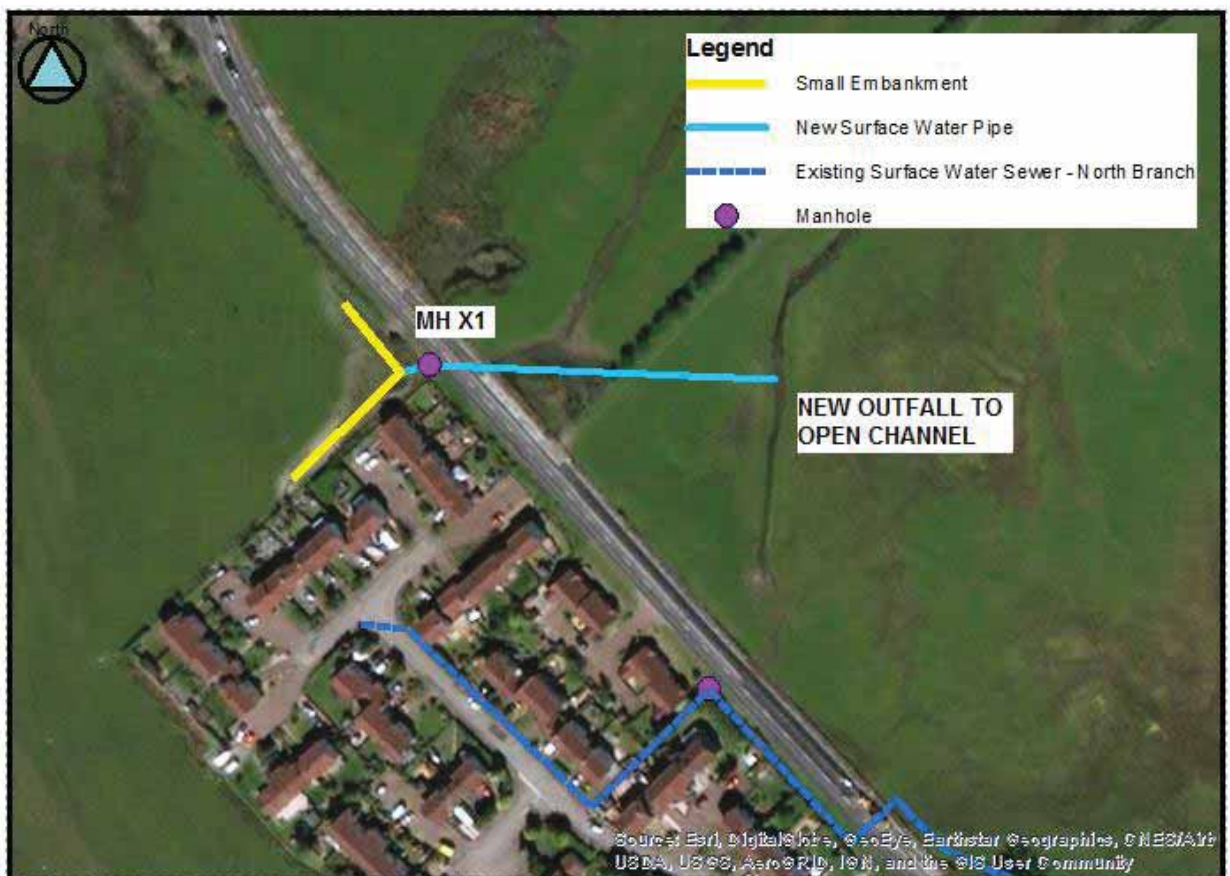 North
Legend
Small Embankment
New Surface Water Pipe
Existing Surface Water Sewer - North Branch
Manhole
MH X1
NEW OUTFALL TO
OPEN CHANNEL
Source: Esri, DigitalGlobe, GeoEye, Earthstar Geographics, CNES/Airb
USDA, USGS, AeroGRID, IGN, and the GIS User Community